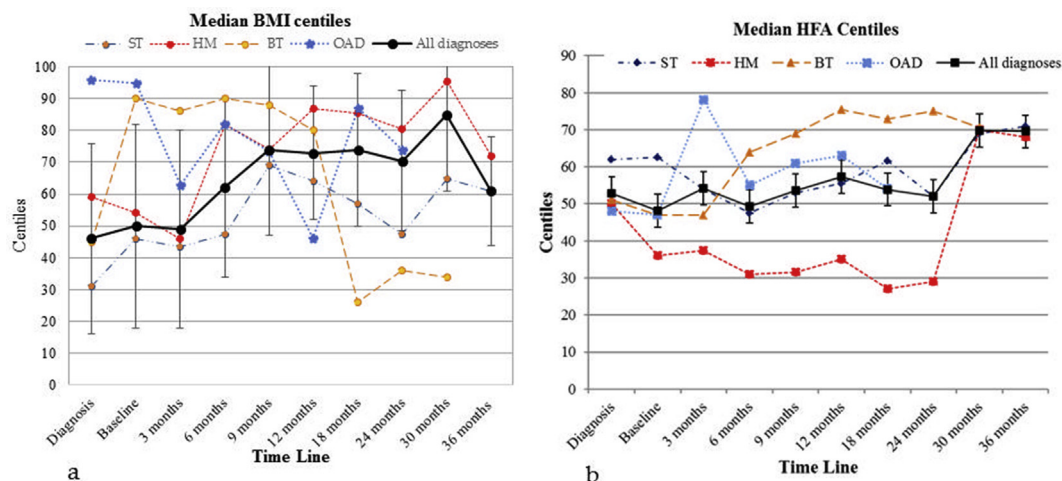 a
Median BMI centiles
ST HM BT OAD All diagnoses
100
90
80
70
60
50
40
30
20
10
0
Centiles
Diagnosis
Baseline
3 months
6 months
9 months
12 months
18 months
24 months
30 months
36 months
Time Line
a
b
Median HFA Centiles
ST HM BT OAD All diagnoses
90
80
70
60
50
40
30
20
10
0
Centiles
Diagnosis
Baseline
3 months
6 months
9 months
12 months
18 months
24 months
30 months
36 months
Time Line
b